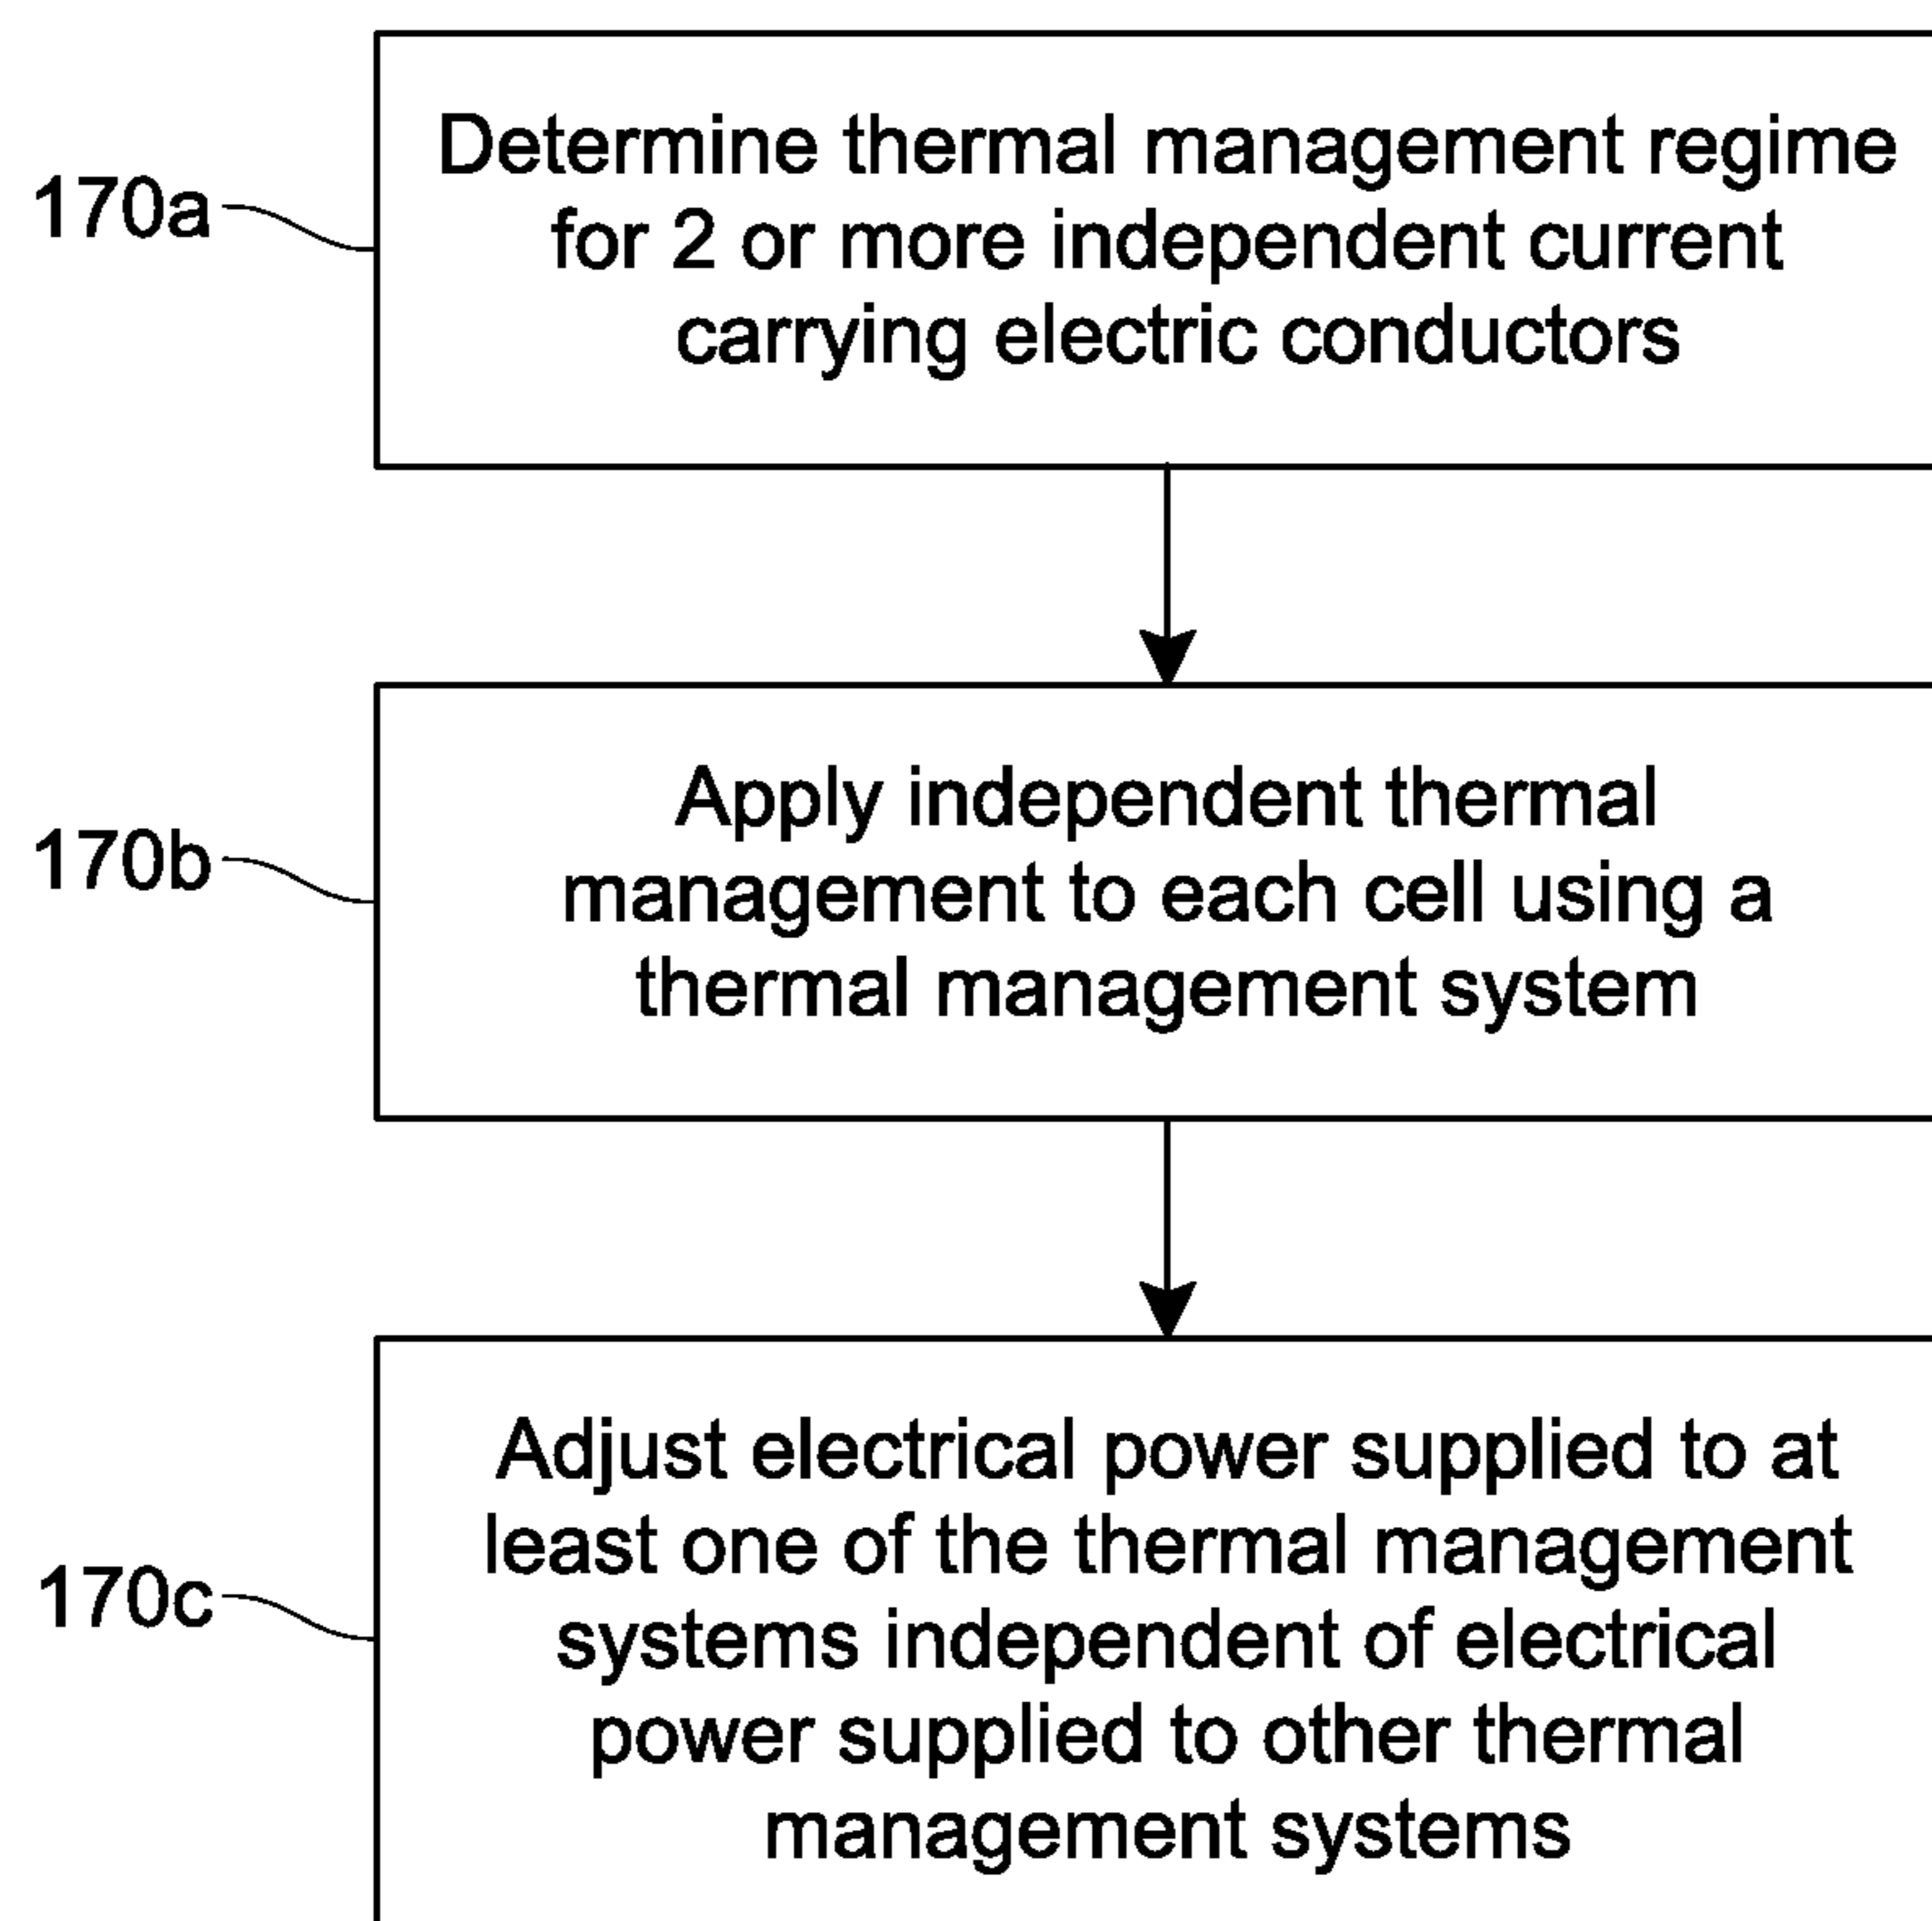 170a
Determine thermal management regime
for 2 or more independent current
carrying electric conductors
170b
Apply independent thermal
management to each cell using a
thermal management system
170c
Adjust electrical power supplied to at
least one of the thermal management
systems independent of electrical
power supplied to other thermal
management systems